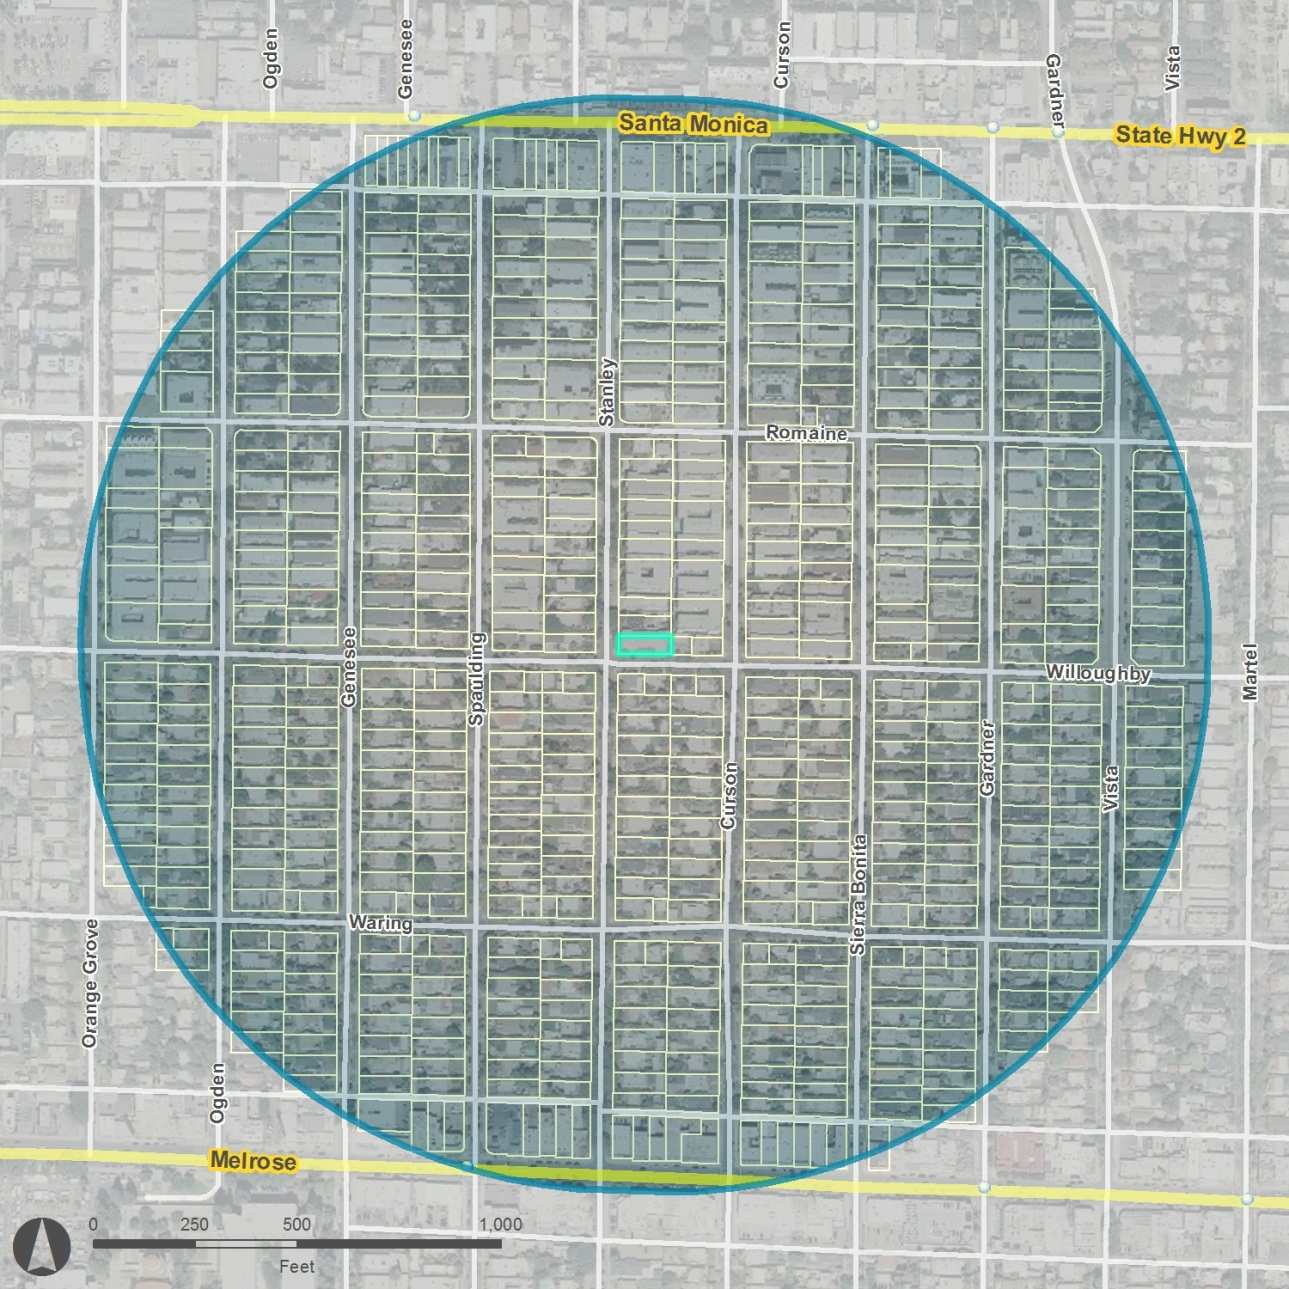 Ogden
Genesee
Curson
Gardner
Vista
Santa Monica
State Hwy 2
Stanley
Romaine
Genesee
Spaulding
Willoughby
Martel
Gardner
Curson
Vista
Sierra Bonita
Waring
Orange Grove
Ogden
Melrose
0 250 500 1,000
Feet